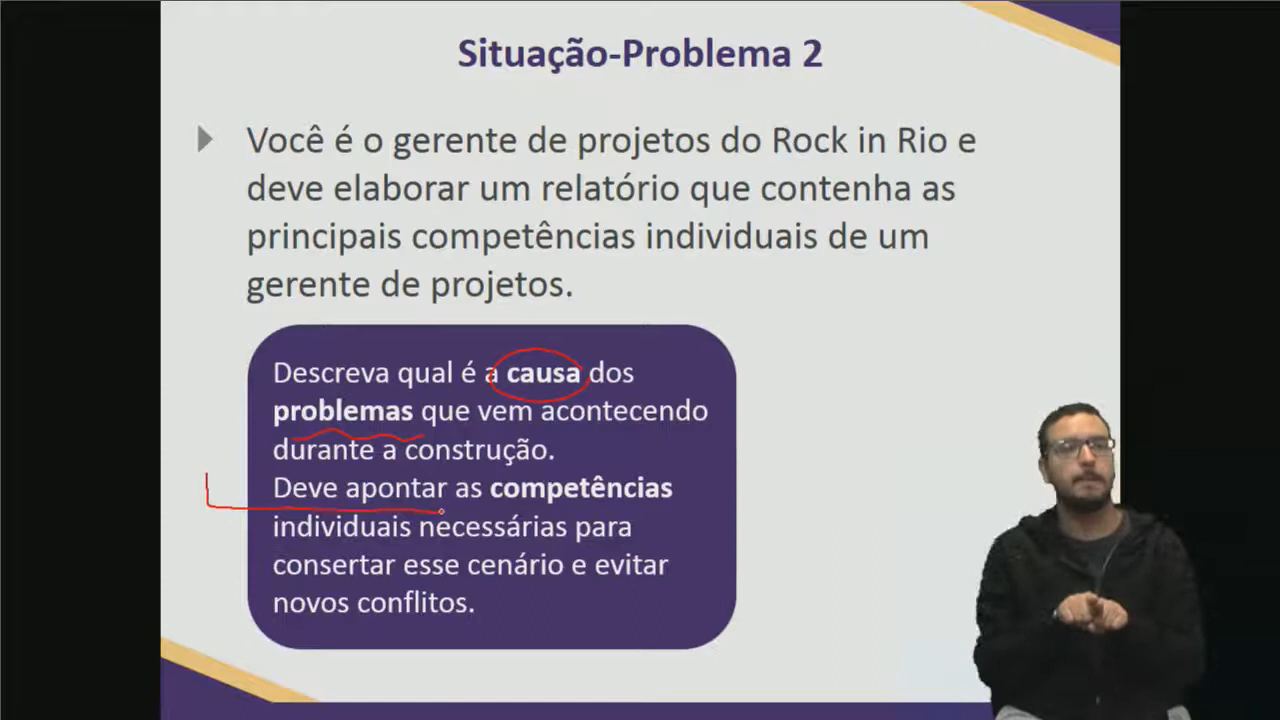 Situação-Problema 2
Você é o gerente de projetos do Rock in Rio e
deve elaborar um relatório que contenha as
principais competências individuais de um
gerente de projetos.
Descreva qual é a causa dos
problemas que vem acontecendo
durante a construção.
Deve apontar as competências
individuais necessárias para
consertar esse cenário e evitar
novos conflitos.